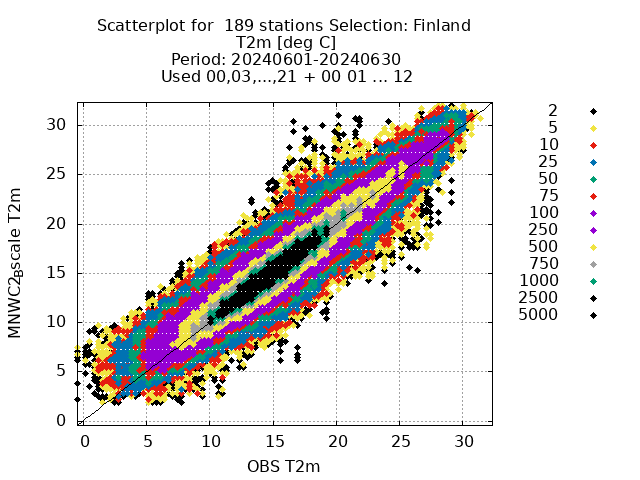 Scatterplot for 189 stations Selection: Finland
T2m [deg C]
Period: 20240601-20240630
Used 00,03,...,21 + 00 01 ... 12
MNWC2Bscale T2m
30
25
20
15
10
5
0
0 5 10 15 20 25 30
OBS T2m
2
5
10
25
50
75
100
250
500
750
1000
2500
5000